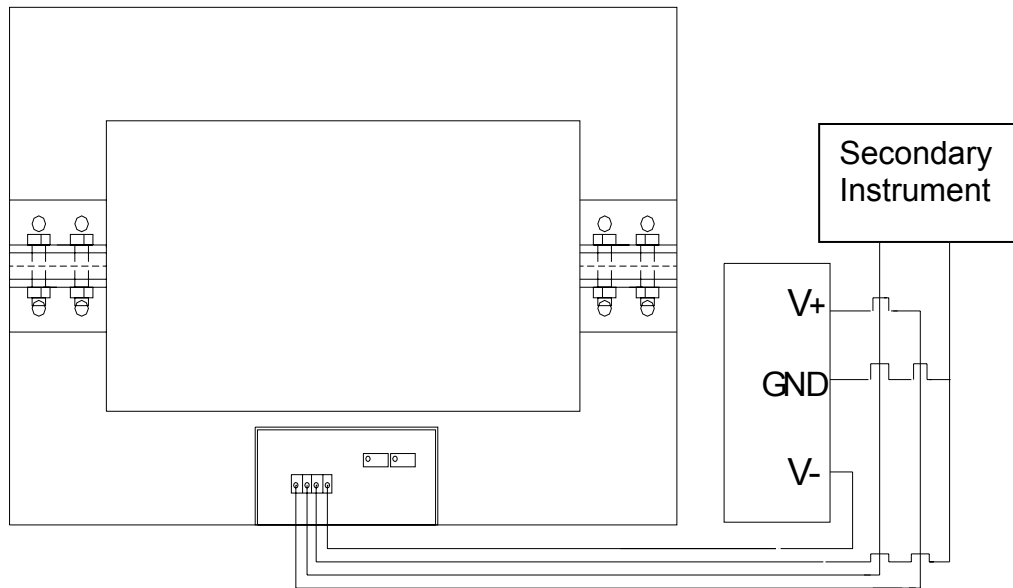 Secondary
Instrument
V+
GND
V-